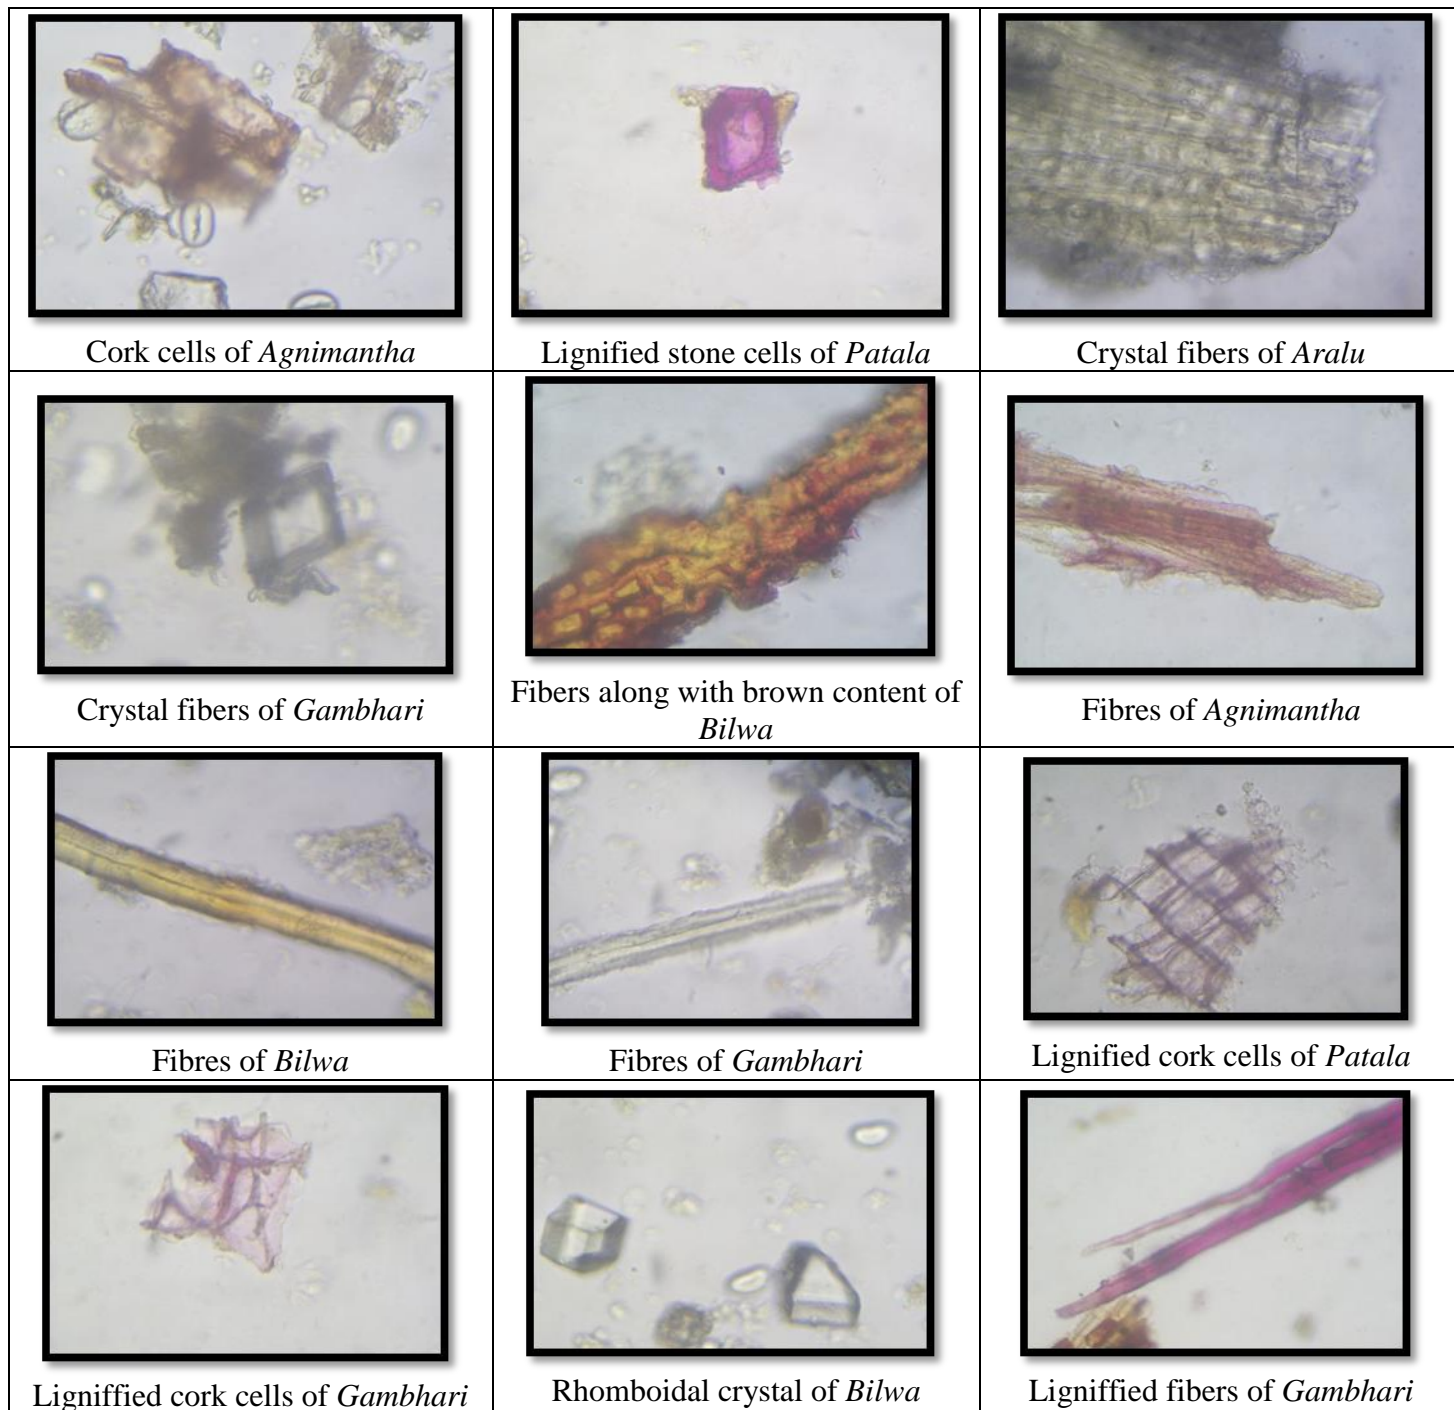 Cork cells of Agnimantha
Lignified stone cells of Patala
Crystal fibers of Aralu
Crystal fibers of Gambhari
Fibers along with brown content of
Bilwa
Fibres of Agnimantha
Fibres of Bilwa
Fibres of Gambhari
Lignified cork cells of Patala
Ligniffied cork cells of Gambhari
Rhomboidal crystal of Bilwa
Ligniffied fibers of Gambhari